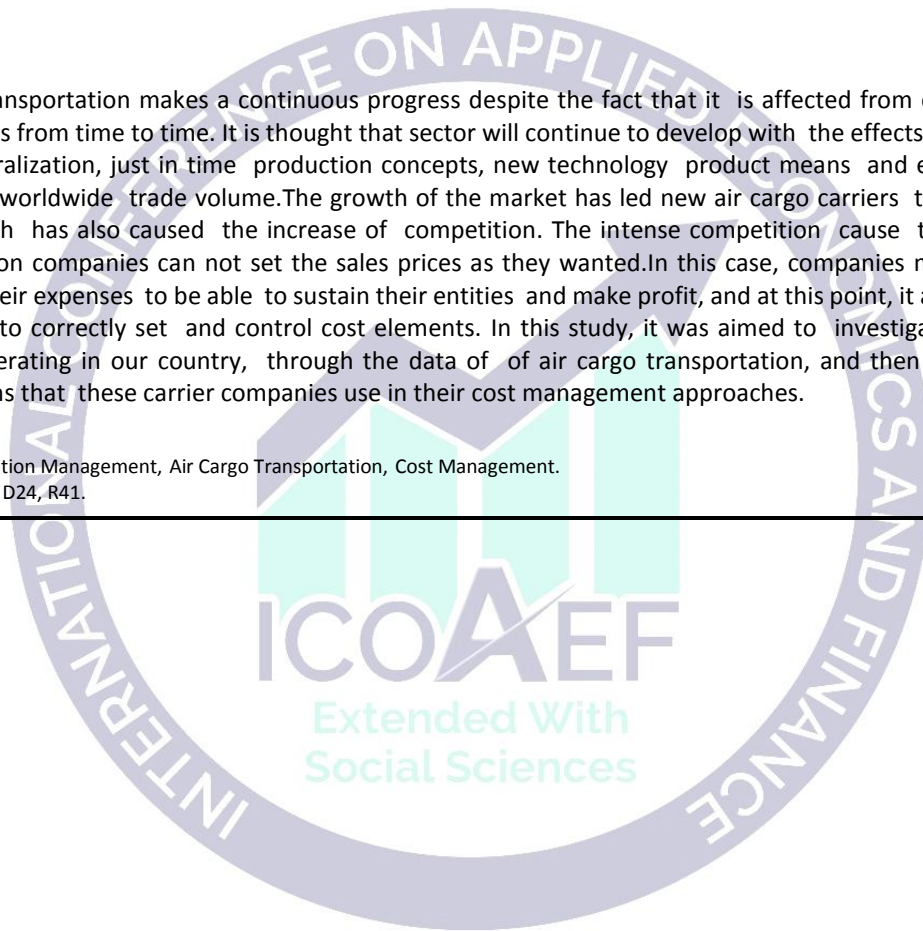 ansportation makes a continuous progress despite the fact that it is affected from
s from time to time. It is thought that sector will continue to develop with the effects
ralization, just in time production concepts, new technology product means and e
worldwide trade volume.The growth of the market has led new air cargo carriers t
h has also caused the increase of competition. The intense competition cause t
on companies can not set the sales prices as they wanted.In this case, companies n
eir expenses to be able to sustain their entities and make profit, and at this point, it a
to correctly set and control cost elements. In this study, it was aimed to investiga
erating in our country, through the data of of air cargo transportation, and then
ns that these carrier companies use in their cost management approaches.
tion Management, Air Cargo Transportation, Cost Management.
D24, R41.
INTERNATIONAL CONFERENCE ON APPLIED ECONOMICS AND FINANCE
ICOAEF
Extended With
Social Sciences